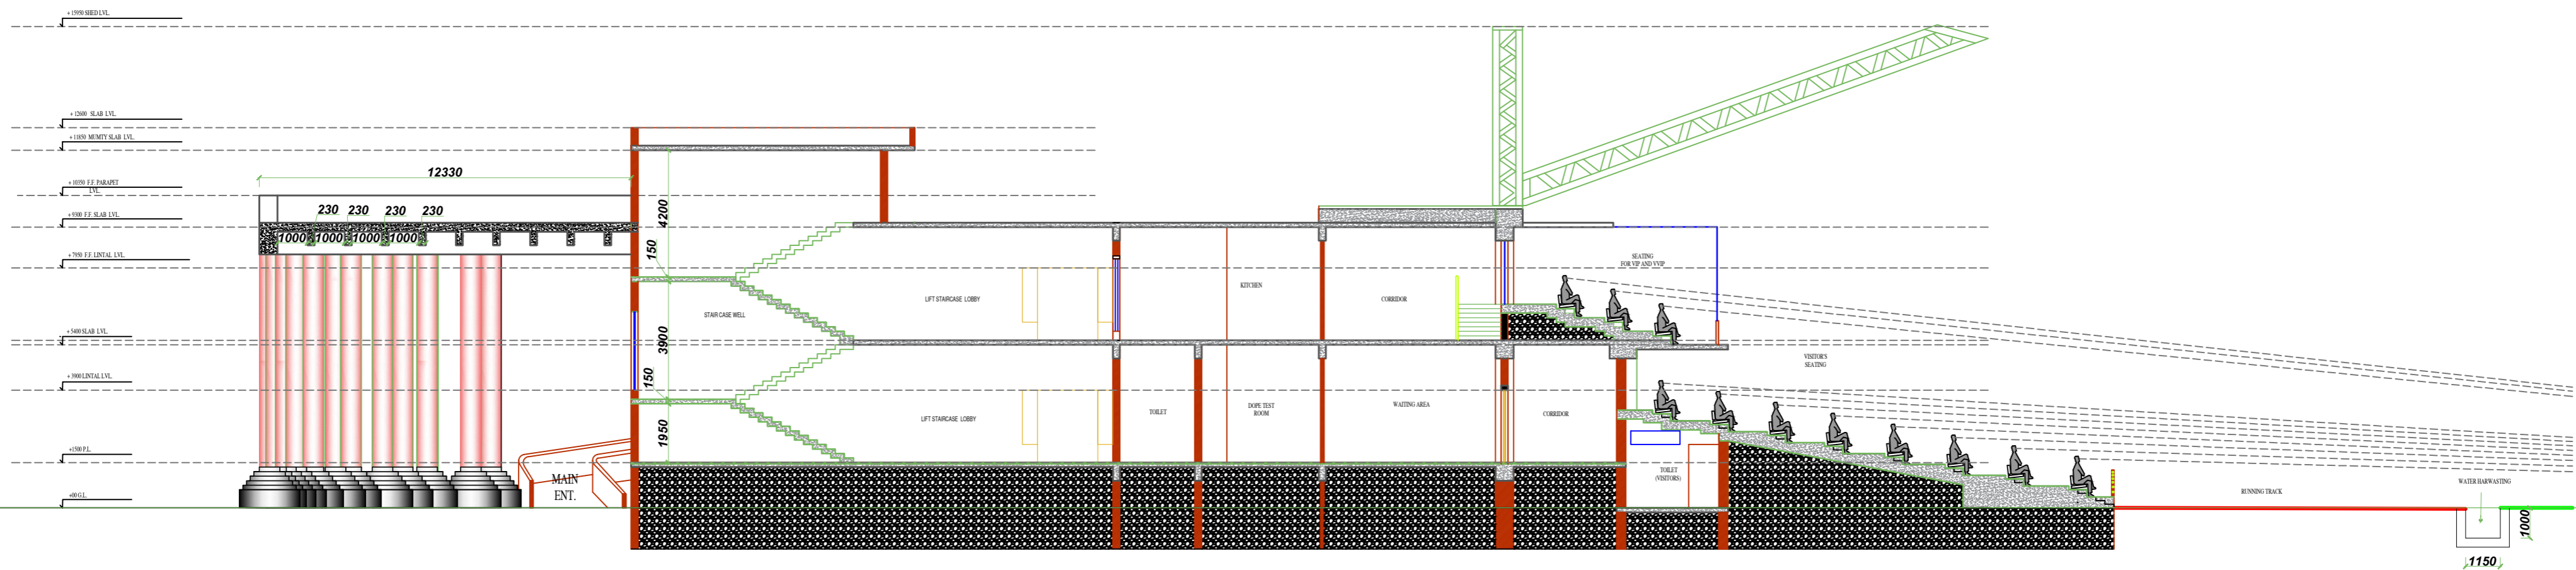 + 15950 SHED LVL.
+ 12600 SLAB LVL.
+ 11850 MUMTY SLAB LVL.
+ 10350 F.F. PARAPET
LVL.
12330
+ 9300 F.F. SLAB LVL.
230 230 230 230
1000 1000 1000 1000
4200
150
+ 7950 F.F. LINTAL LVL.
SEATING
FOR VIP AND VVIP
KITCHEN
LIFT STAIRCASE LOBBY
CORRIDOR
STAIR CASE WELL
+ 5400 SLAB LVL.
3900
VISITOR'S
SEATING
150
+ 3900 LINTAL LVL.
WAITING AREA
DOPE TEST
ROOM
TOILET
CORRIDOR
LIFT STAIRCASE LOBBY
1950
+1500 P.L.
TOILET
(VISITORS)
MAIN
ENT.
WATER HARWASTING
RUNNING TRACK
+00 G.L.
1000
1150